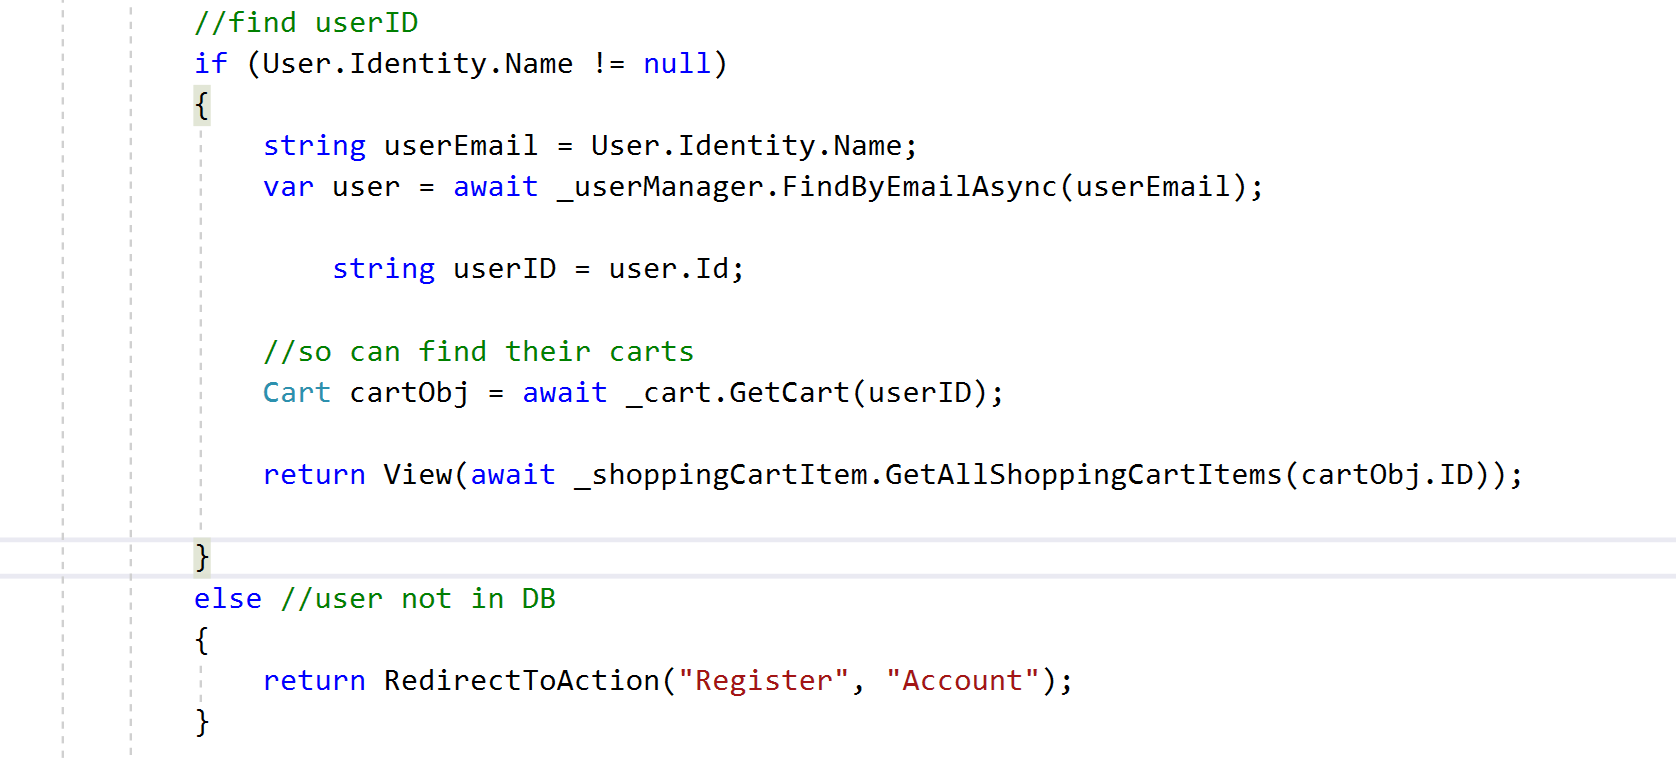 //find userID
if (User.Identity.Name != null)
{
string userEmail = User.Identity.Name;
var user = await _userManager.FindByEmailAsync(userEmail);
string userID = user.Id;
//so can find their carts
Cart cartObj = await _cart.GetCart(userID);
return View(await _shoppingCartItem.GetAllShoppingCartItems(cartObj.ID));
}
else //user not in DB
{
return RedirectToAction("Register", "Account");
}